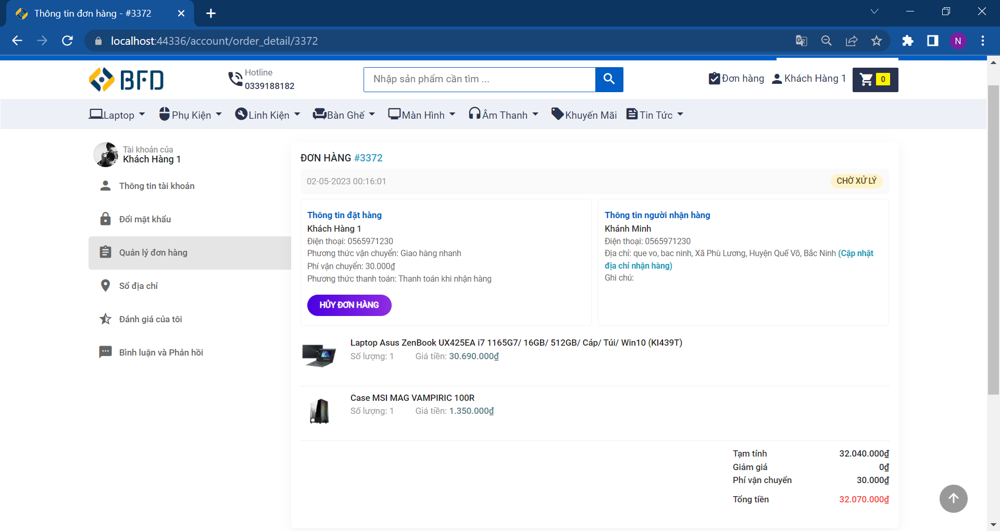 Thông tin đơn hàng - #3372
localhost:44336/account/order_detail/3372
N
BFD
Hotline
0339188182
Nhập sản phẩm cần tìm ...
Đơn hàng
Khách Hàng 1
0
Laptop
Phụ Kiện
Linh Kiện
Bàn Ghế
Màn Hình
Âm Thanh
Khuyến Mãi
Tin Tức
Tài khoản của
Khách Hàng 1
Thông tin tài khoản
Đổi mật khẩu
Quản lý đơn hàng
Sổ địa chỉ
Đánh giá của tôi
Bình luận và Phản hồi
ĐƠN HÀNG #3372
02-05-2023 00:16:01
CHỜ XỬ LÝ
Thông tin đặt hàng
Khách Hàng 1
Điện thoại: 0565971230
Phương thức vận chuyển: Giao hàng nhanh
Phí vận chuyển: 30.000₫
Phương thức thanh toán: Thanh toán khi nhận hàng
HỦY ĐƠN HÀNG
Thông tin người nhận hàng
Khánh Minh
Điện thoại: 0565971230
Địa chỉ: que vo, bac ninh, Xã Phù Lương, Huyện Quế Võ, Bắc Ninh (Cập nhật
địa chỉ nhận hàng)
Ghi chú:
Laptop Asus ZenBook UX425EA i7 1165G7/ 16GB/ 512GB/ Cáp/ Túi/ Win10 (KI439T)
Số lượng: 1 Giá tiền: 30.690.000₫
Case MSI MAG VAMPIRIC 100R
Số lượng: 1 Giá tiền: 1.350.000₫
Tạm tính 32.040.000₫
Giảm giá 0₫
Phí vận chuyển 30.000₫
Tổng tiền 32.070.000₫